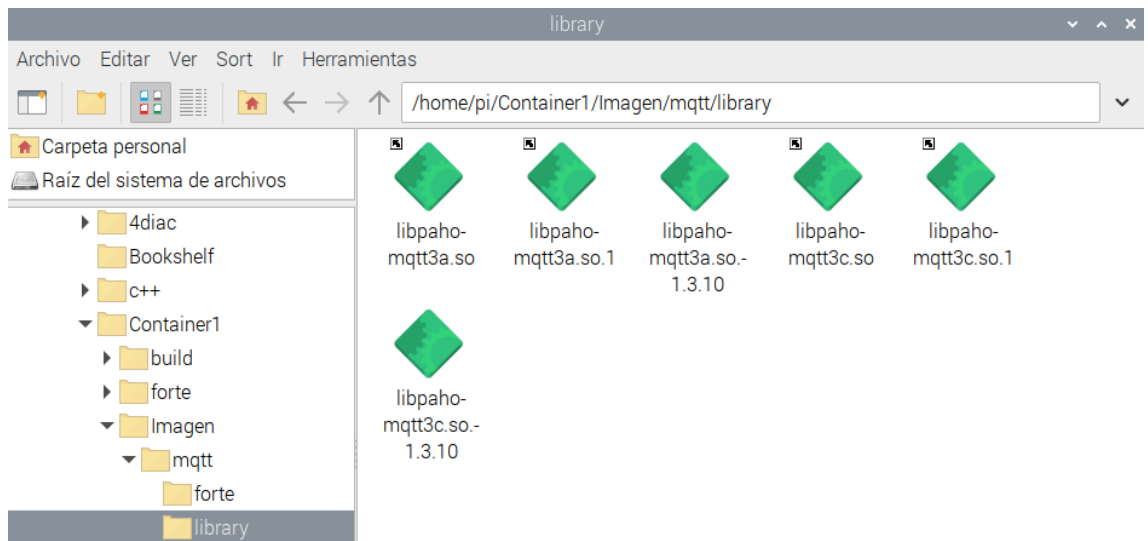 library
Archivo Editar Ver Sort Ir Herramientas
/home/pi/Container1/Imagen/mqtt/library
Carpeta personal
Raíz del sistema de archivos
4diac
Bookshelf
c++
Container1
build
forte
Imagen
mqtt
forte
library
libpaho-
mqtt3a.so
libpaho-
mqtt3a.so.1
libpaho-
mqtt3a.so.-
1.3.10
libpaho-
mqtt3c.so
libpaho-
mqtt3c.so.1
libpaho-
mqtt3c.so.-
1.3.10